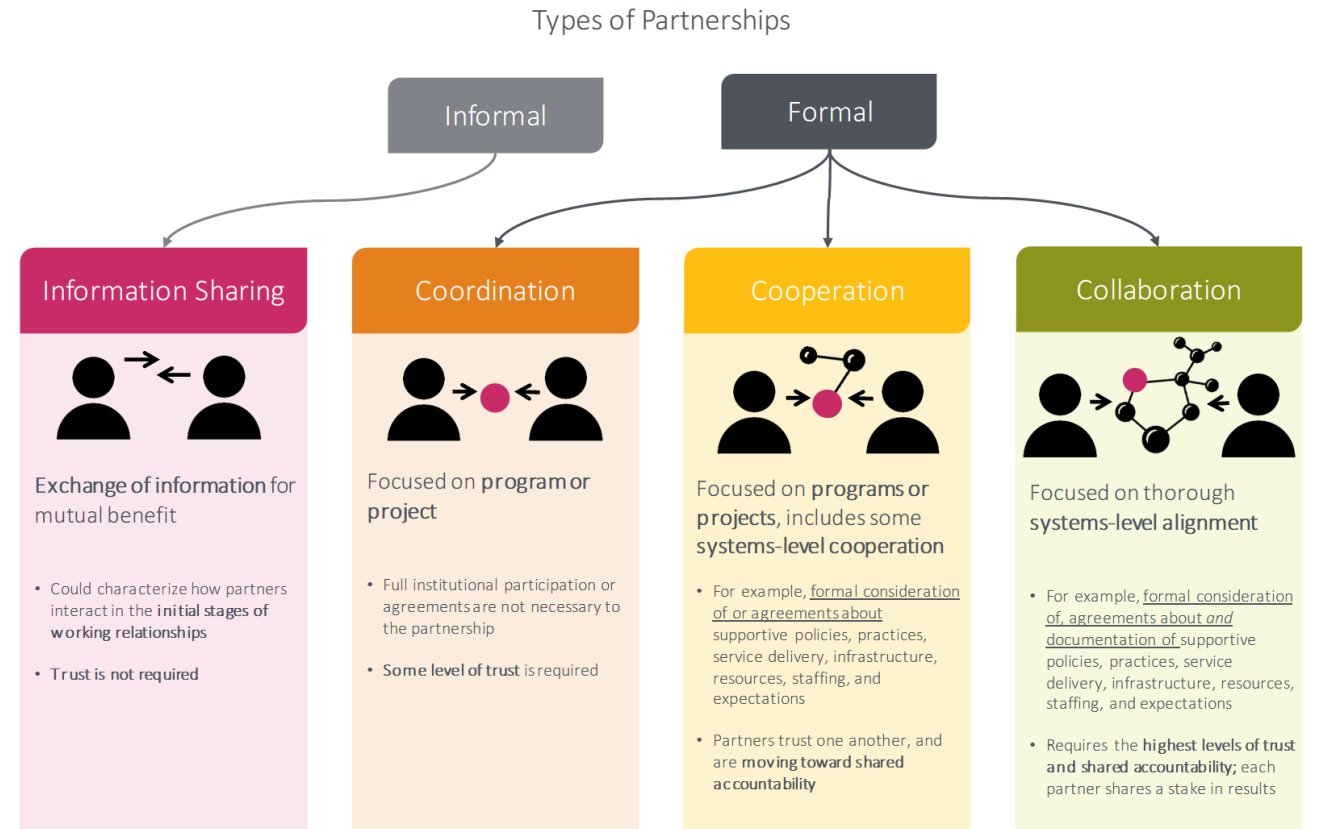 Types of Partnerships
Informal
Formal
Information Sharing
Exchange of information for
mutual benefit
• Could characterize how partners
interact in the initial stages of
working relationships
• Trust is not required
Coordination
Focused on program or
project
• Full institutional participation or
agreements are not necessary to
the partnership
• Some level of trust is required
Cooperation
Focused on programs or
projects, includes some
systems-level cooperation
• For example, formal consideration
of or agreements about
supportive policies, practices,
service delivery, infrastructure,
resources, staffing, and
expectations
• Partners trust one another, and
are moving toward shared
accountability
Collaboration
Focused on thorough
systems-level alignment
• For example, formal consideration
of, agreements about and
documentation of supportive
policies, practices, service
delivery, infrastructure, resources,
staffing, and expectations
• Requires the highest levels of trust
and shared accountability; each
partner shares a stake in results